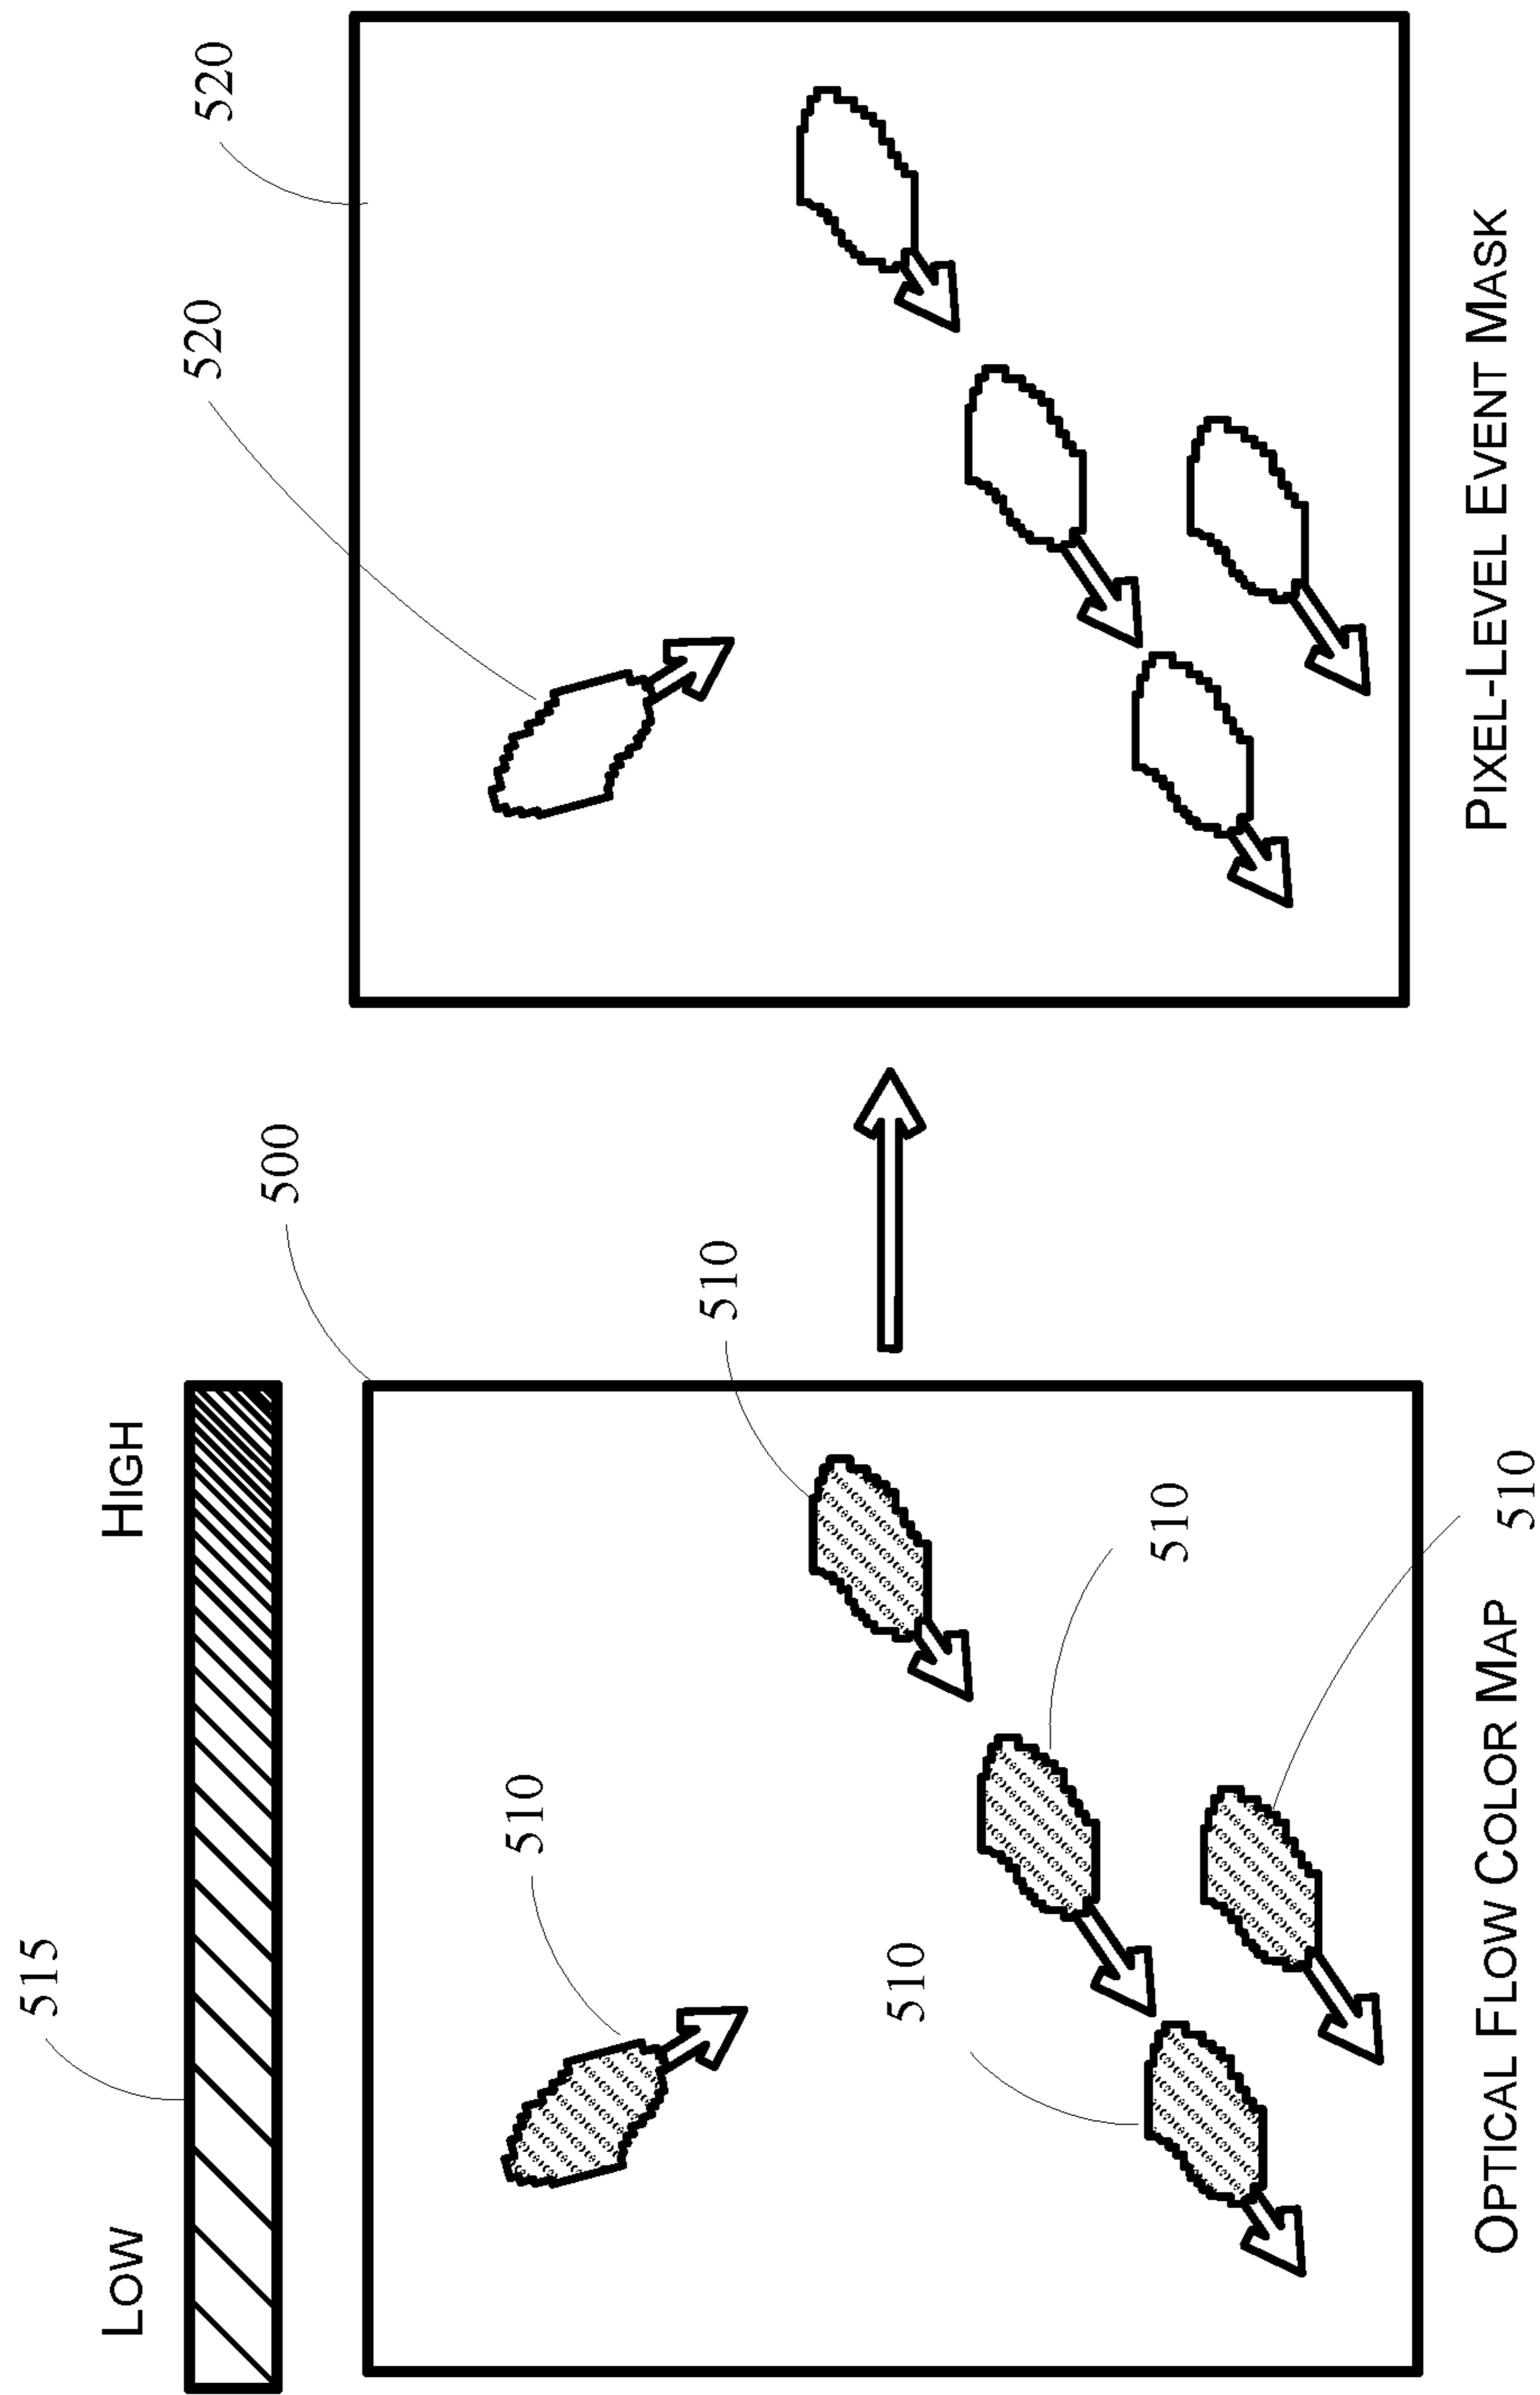 515
LOW
HIGH
500
520
520
510
510
510
510
510
OPTICAL FLOW COLOR MAP
PIXEL-LEVEL EVENT MASK